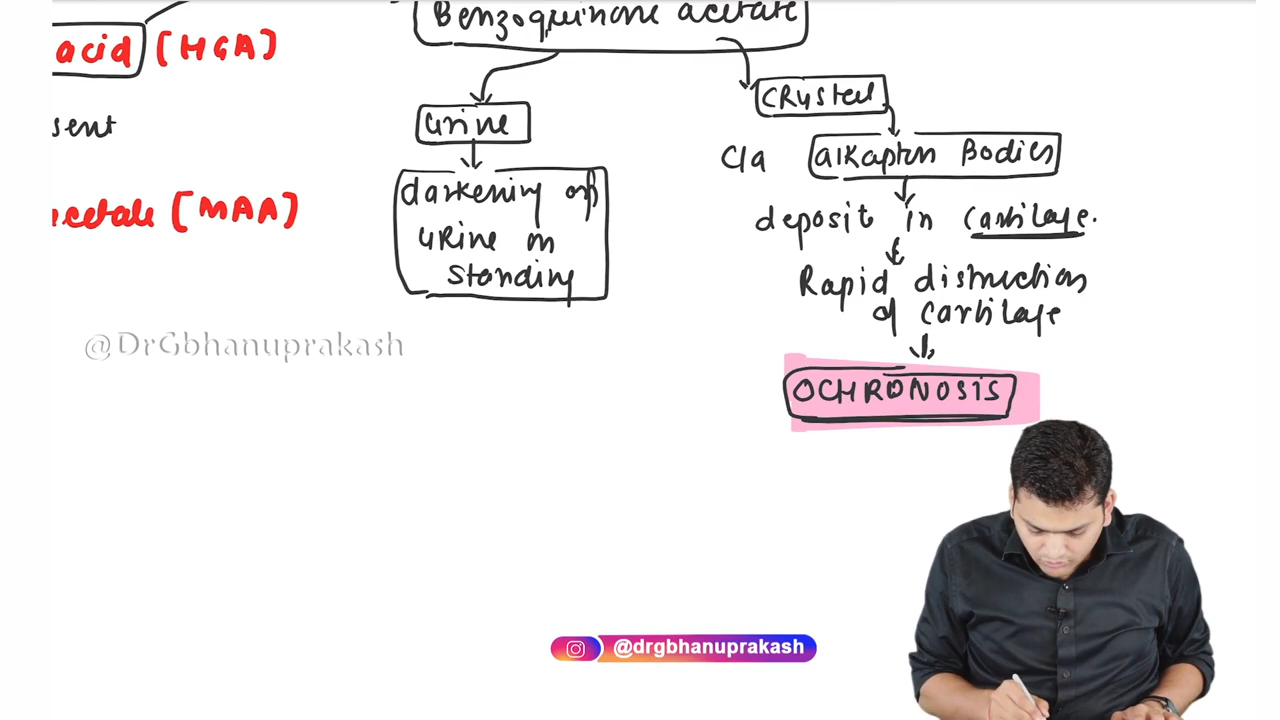 acid [HGA]
sent
acetate [MAA]
Benzoquinone acetate
urine
darkening of
urine on
standing
CRystal
C/a alkapton Bodies
deposit in cartilage.
Rapid distruction
of cartilage
OCHRONOSIS
@DrGbhanuprakash
@drgbhanuprakash